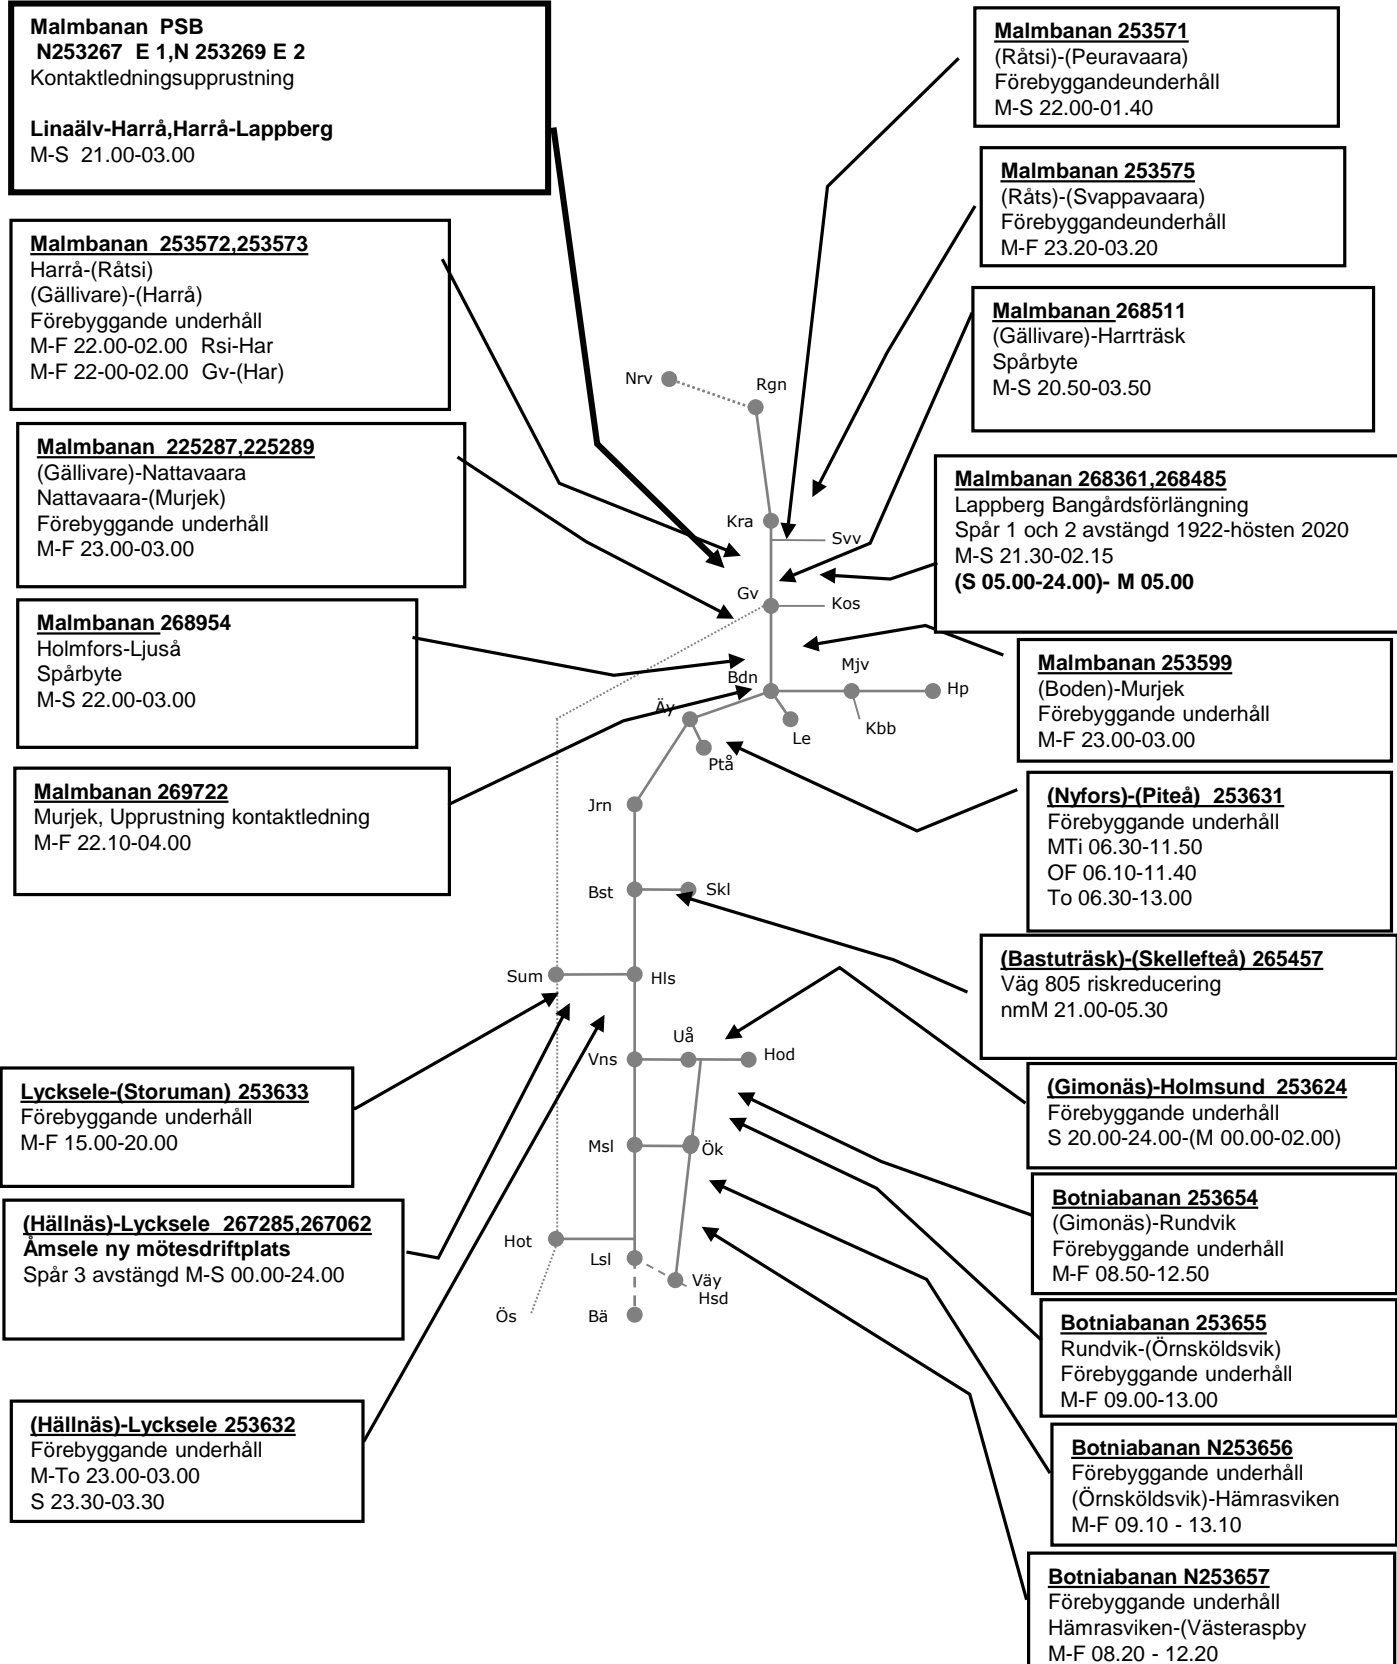 Malmbanan  PSB
N253267  E 1,N 253269 E 2
Kontaktledningsupprustning
Linaälv-Harrå,Harrå-Lappberg
M-S  21.00-03.00
Malmbanan  253572,253573
Harrå-(Råtsi)
(Gällivare)-(Harrå)
Förebyggande underhåll
M-F 22.00-02.00  Rsi-Har
M-F 22-00-02.00  Gv-(Har)
Malmbanan  225287,225289
(Gällivare)-Nattavaara
Nattavaara-(Murjek)
Förebyggande underhåll
M-F 23.00-03.00
Malmbanan 268954
Holmfors-Ljuså
Spårbyte
M-S 22.00-03.00
Malmbanan 269722
Murjek, Upprustning kontaktledning
M-F 22.10-04.00
Lycksele-(Storuman) 253633
Förebyggande underhåll
M-F 15.00-20.00
(Hällnäs)-Lycksele  267285,267062
Åmsele ny mötesdriftplats
Spår 3 avstängd M-S 00.00-24.00
(Hällnäs)-Lycksele 253632
Förebyggande underhåll
M-To 23.00-03.00
S 23.30-03.30
Nrv
Rgn
Kra
Svv
Gv
Kos
Bdn
Mjv
Hp
Kbb
Le
Äy
Ptå
Jrn
Bst
Skl
Sum
Hls
Uå
Vns
Hod
Msl
Ök
Hot
Lsl
Väy
Hsd
Ös
Bä
Malmbanan 253571
(Råtsi)-(Peuravaara)
Förebyggandeunderhåll
M-S 22.00-01.40
Malmbanan 253575
(Råts)-(Svappavaara)
Förebyggandeunderhåll
M-F 23.20-03.20
Malmbanan 268511
(Gällivare)-Harrträsk
Spårbyte
M-S 20.50-03.50
Malmbanan 268361,268485
Lappberg Bangårdsförlängning
Spår 1 och 2 avstängd 1922-hösten 2020
M-S 21.30-02.15
(S 05.00-24.00)- M 05.00
Malmbanan 253599
(Boden)-Murjek
Förebyggande underhåll
M-F 23.00-03.00
(Nyfors)-(Piteå)  253631
Förebyggande underhåll
MTi 06.30-11.50
OF 06.10-11.40
To 06.30-13.00
(Bastuträsk)-(Skellefteå) 265457
Väg 805 riskreducering
nmM 21.00-05.30
(Gimonäs)-Holmsund  253624
Förebyggande underhåll
S 20.00-24.00-(M 00.00-02.00)
Botniabanan 253654
(Gimonäs)-Rundvik
Förebyggande underhåll
M-F 08.50-12.50
Botniabanan 253655
Rundvik-(Örnsköldsvik)
Förebyggande underhåll
M-F 09.00-13.00
Botniabanan N253656
Förebyggande underhåll
(Örnsköldsvik)-Hämrasviken
M-F 09.10 - 13.10
Botniabanan N253657
Förebyggande underhåll
Hämrasviken-(Västeraspby
M-F 08.20 - 12.20